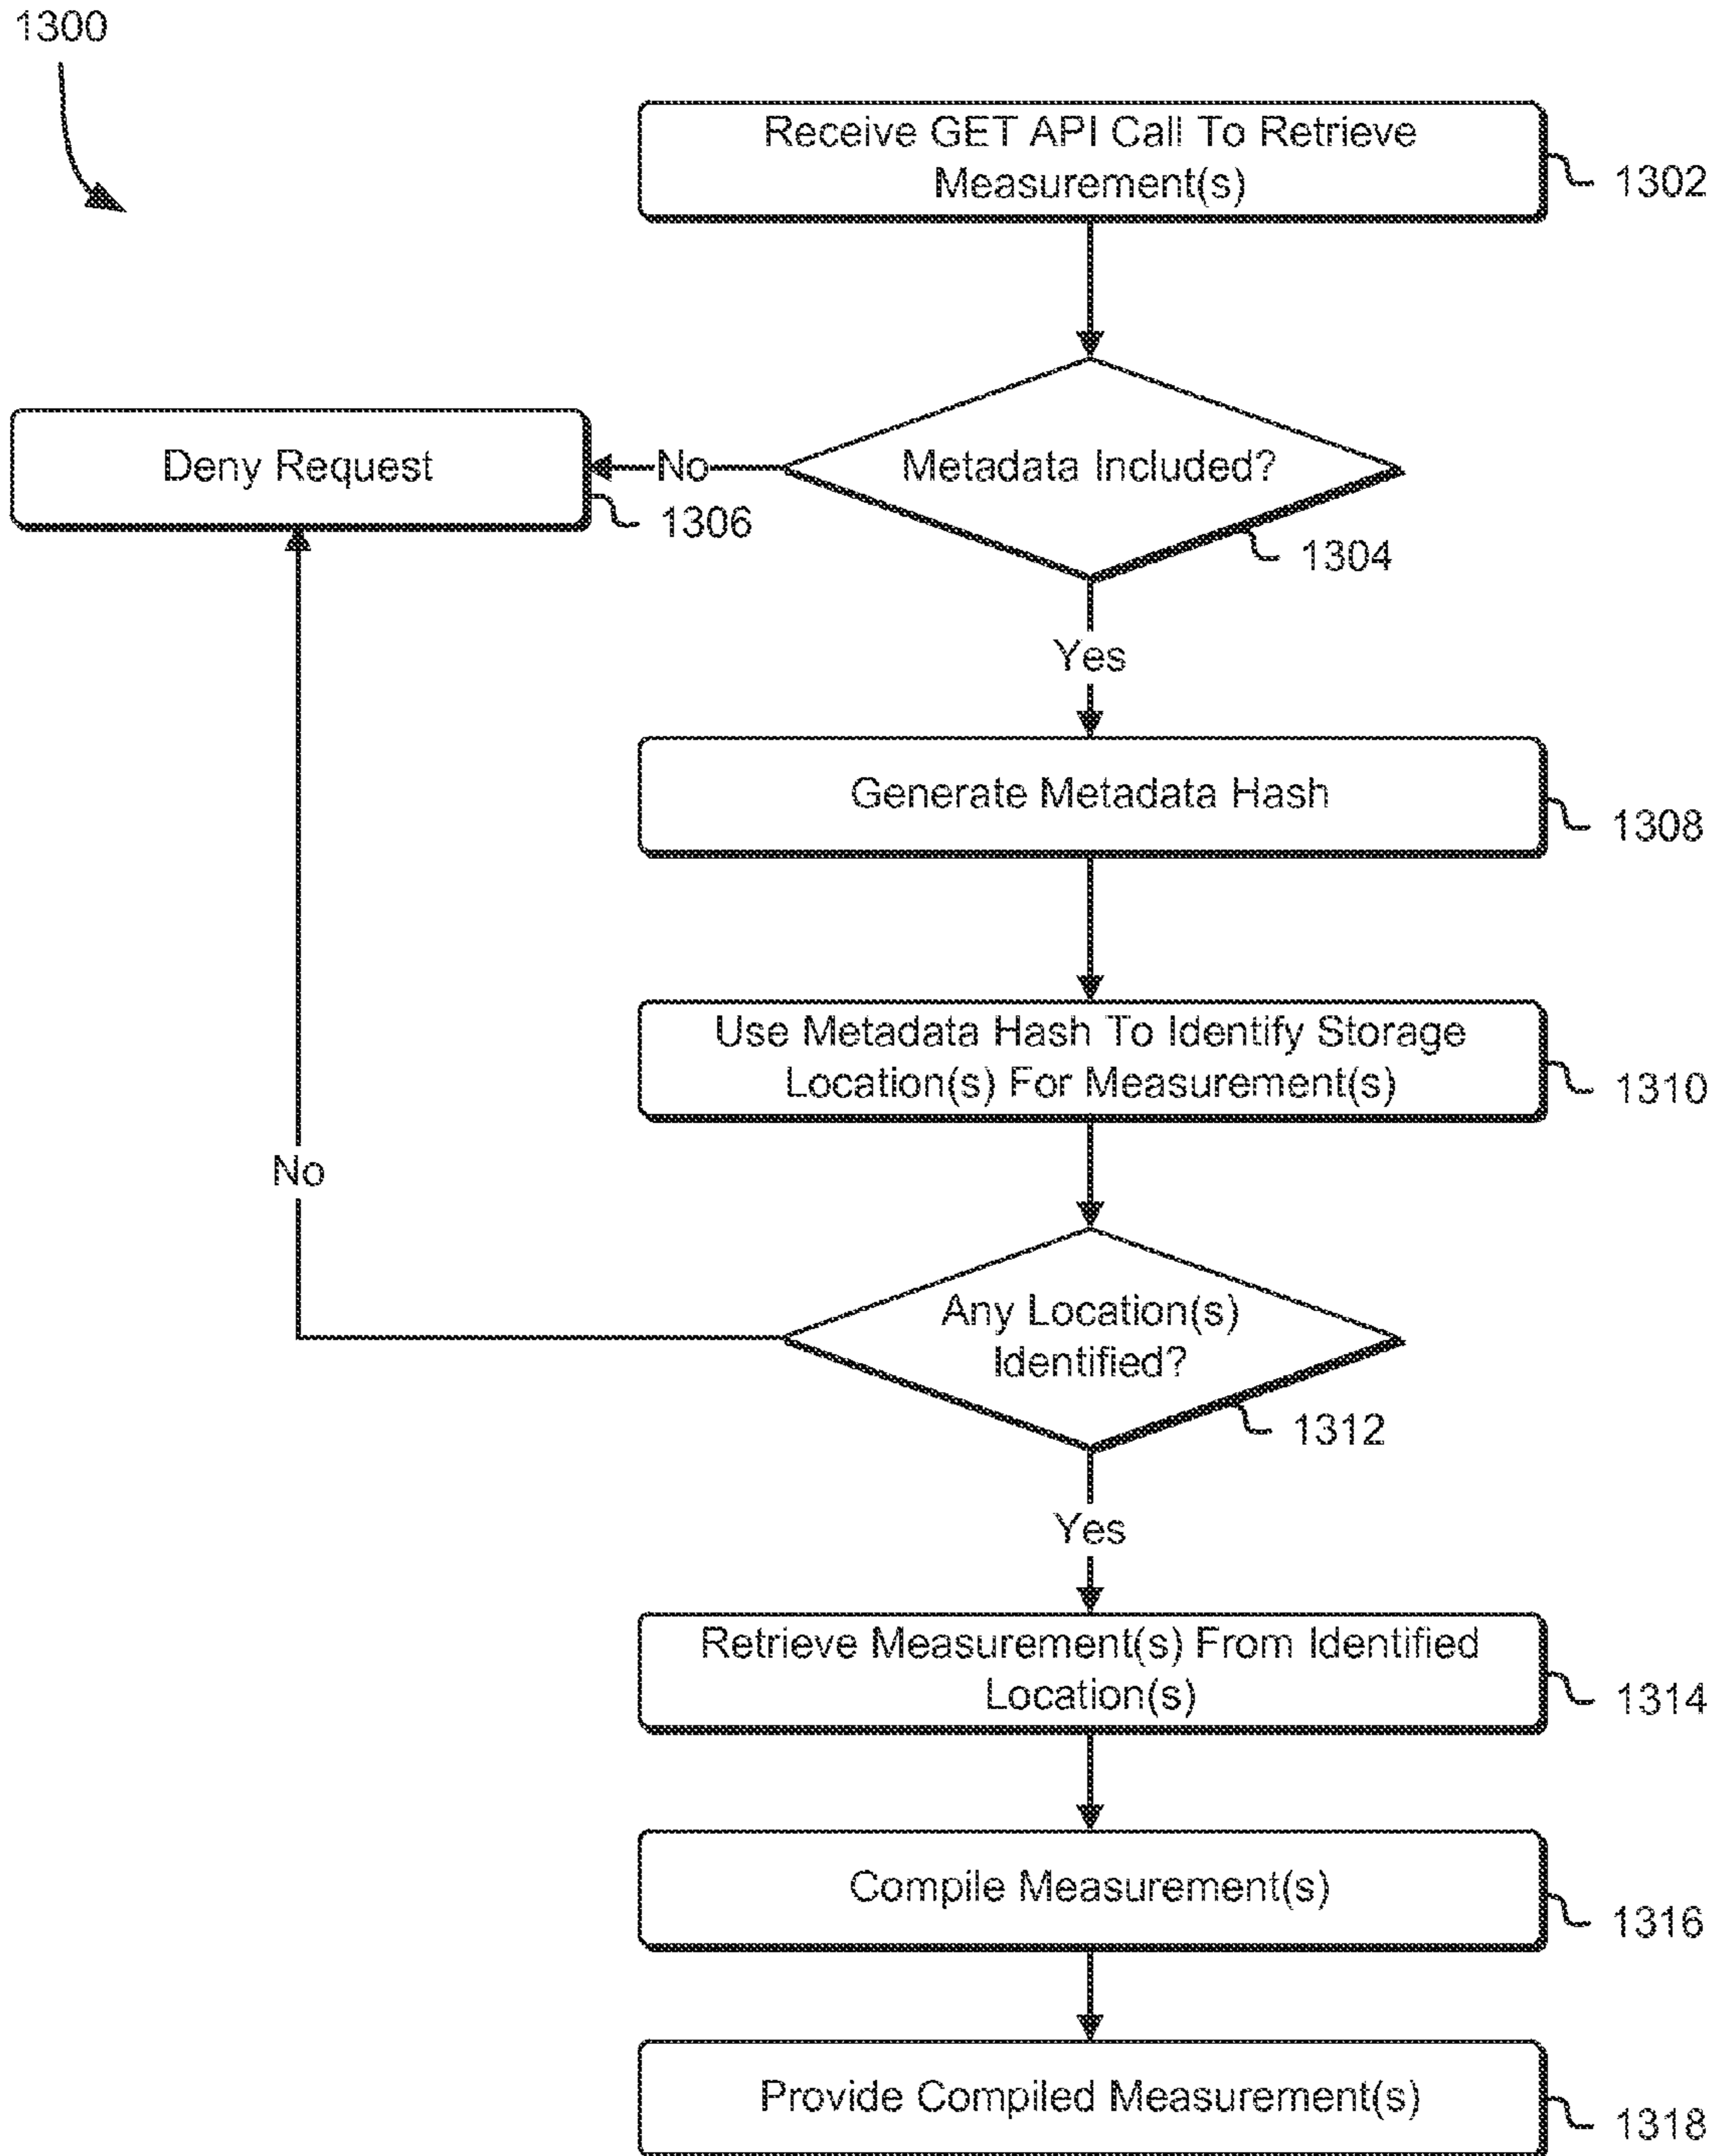 1300
Receive GET API Call To Retrieve
Measurement(s)
1302
Metadata Included?
1304
No
Deny Request
1306
Yes
Generate Metadata Hash
1308
Use Metadata Hash To Identify Storage
Location(s) For Measurement(s)
1310
No
Any Location(s)
Identified?
1312
Yes
Retrieve Measurement(s) From Identified
Location(s)
1314
Compile Measurement(s)
1316
Provide Compiled Measurement(s)
1318